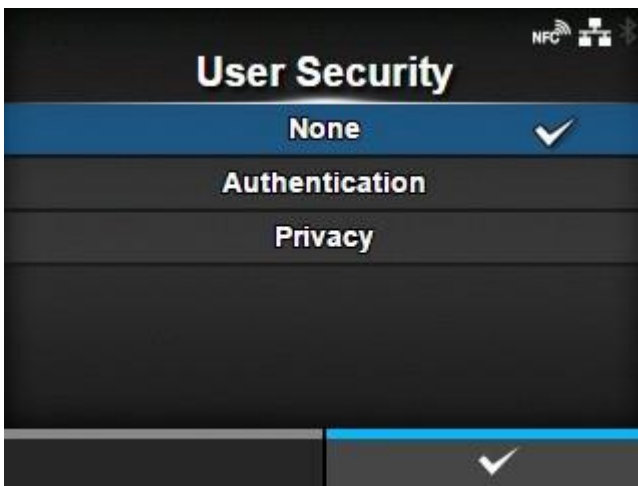 NFC
User Security
None
Authentication
Privacy